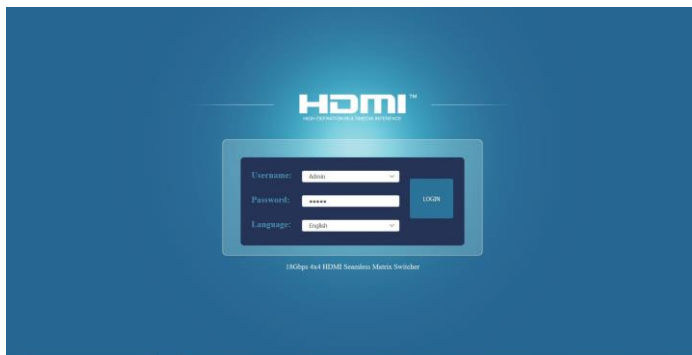 HDMI™
HIGH-DEFINITION MULTIMEDIA INTERFACE
Username: Admin
Password: •••••
LOGIN
Language: English
18Gbps 4x4 HDMI Seamless Matrix Switcher